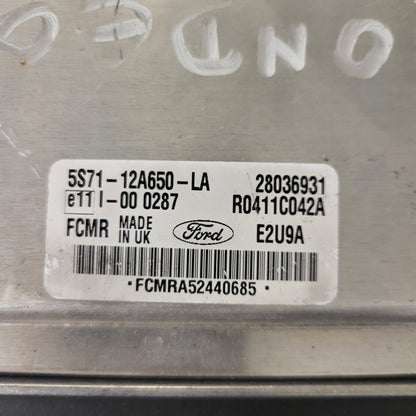 ONDEO
5S71-12A650-LA 28036931
e11 I-00 0287 R0411C042A
FCMR MADE IN UK Ford E2U9A
·FCMRA52440685·